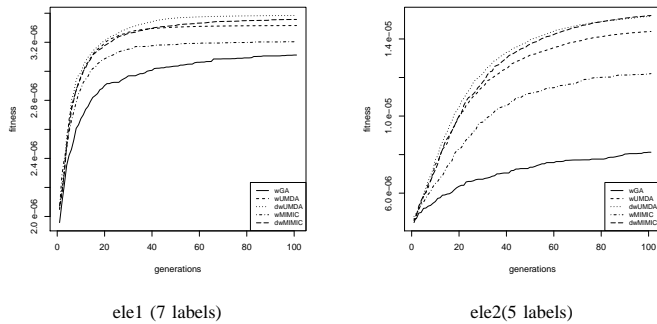 fitness
2.0e−06
2.4e−06
2.8e−06
3.2e−06
0
20
40
60
80
100
generations
wGA
wUMDA
dwUMDA
wMIMIC
dwMIMIC
ele1 (7 labels)
fitness
6.0e−06
1.0e−05
1.4e−05
0
20
40
60
80
100
generations
wGA
wUMDA
dwUMDA
wMIMIC
dwMIMIC
ele2(5 labels)